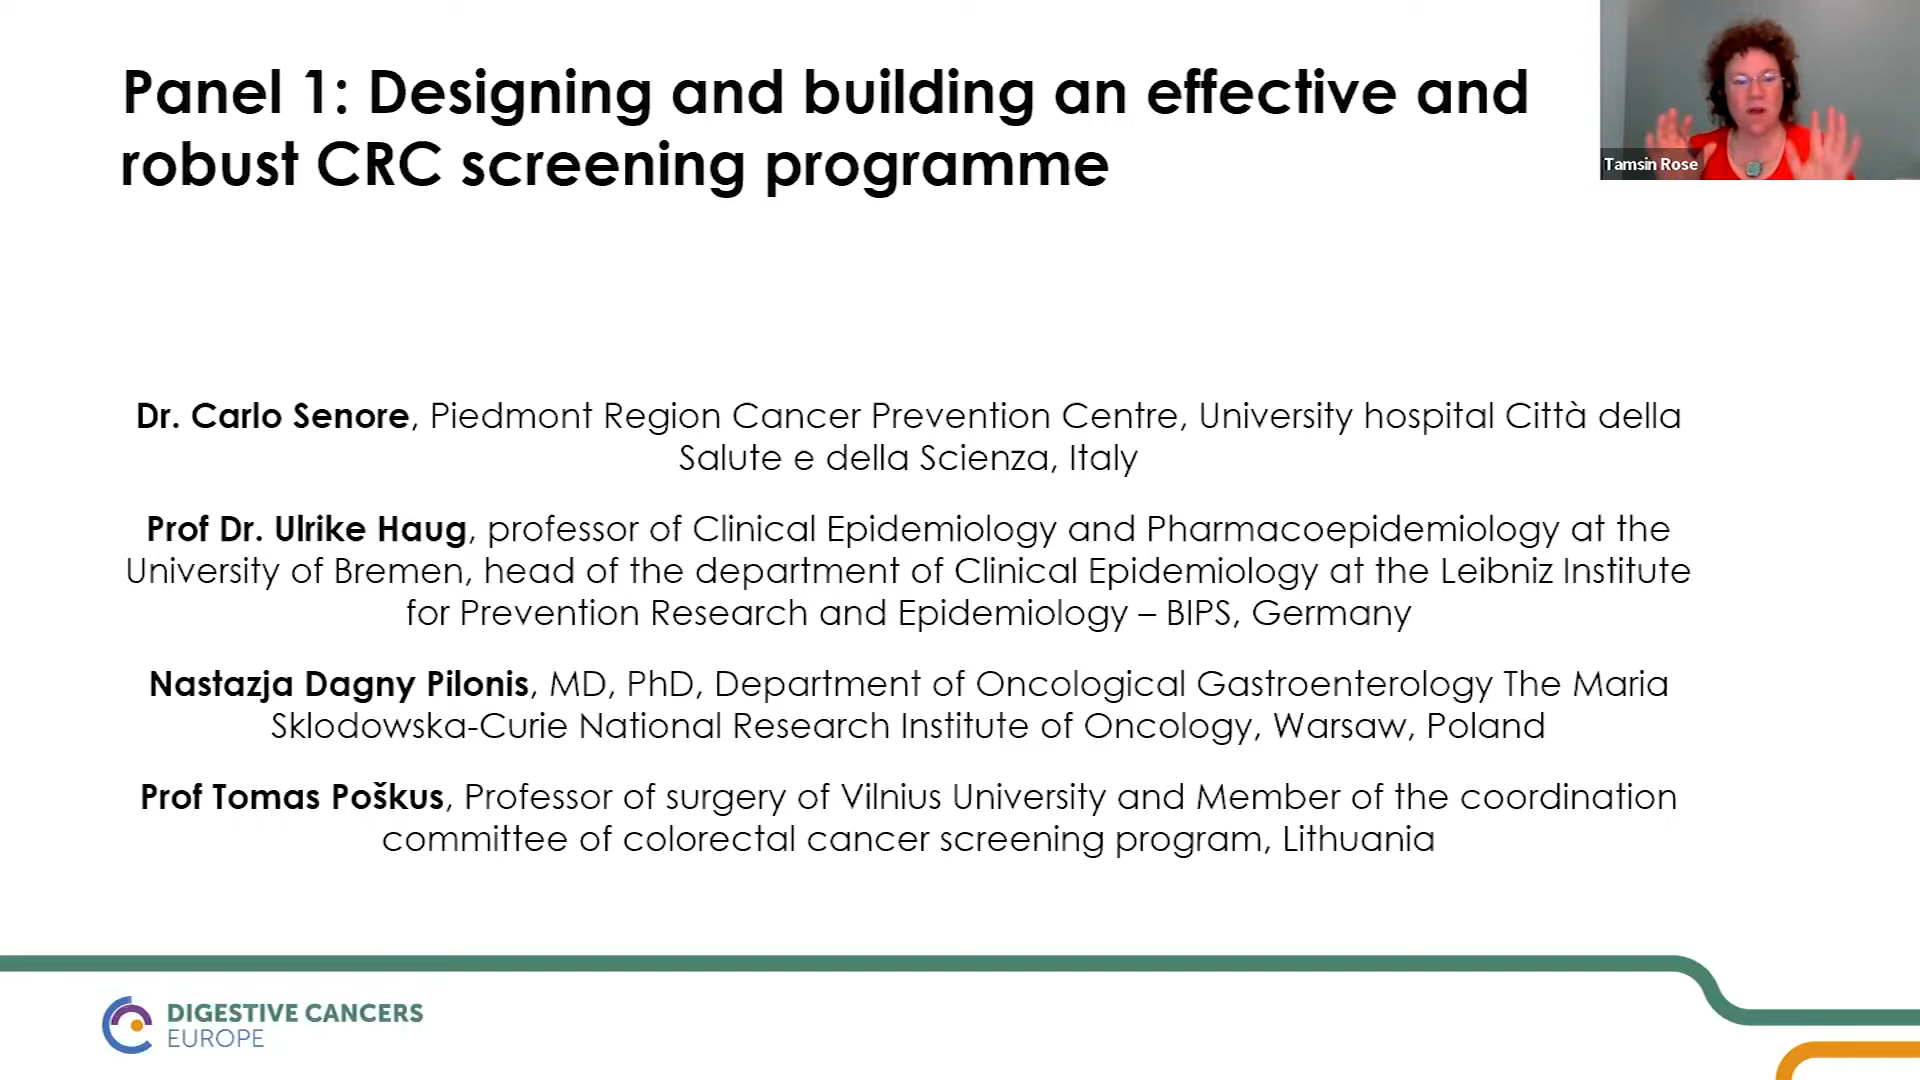 Panel 1: Designing and building an effective and
robust CRC screening programme
Tamsin Rose
Dr. Carlo Senore, Piedmont Region Cancer Prevention Centre, University hospital Città della
Salute e della Scienza, Italy
Prof Dr. Ulrike Haug, professor of Clinical Epidemiology and Pharmacoepidemiology at the
University of Bremen, head of the department of Clinical Epidemiology at the Leibniz Institute
for Prevention Research and Epidemiology – BIPS, Germany
Nastazja Dagny Pilonis, MD, PhD, Department of Oncological Gastroenterology The Maria
Sklodowska-Curie National Research Institute of Oncology, Warsaw, Poland
Prof Tomas Poškus, Professor of surgery of Vilnius University and Member of the coordination
committee of colorectal cancer screening program, Lithuania
DIGESTIVE CANCERS
EUROPE